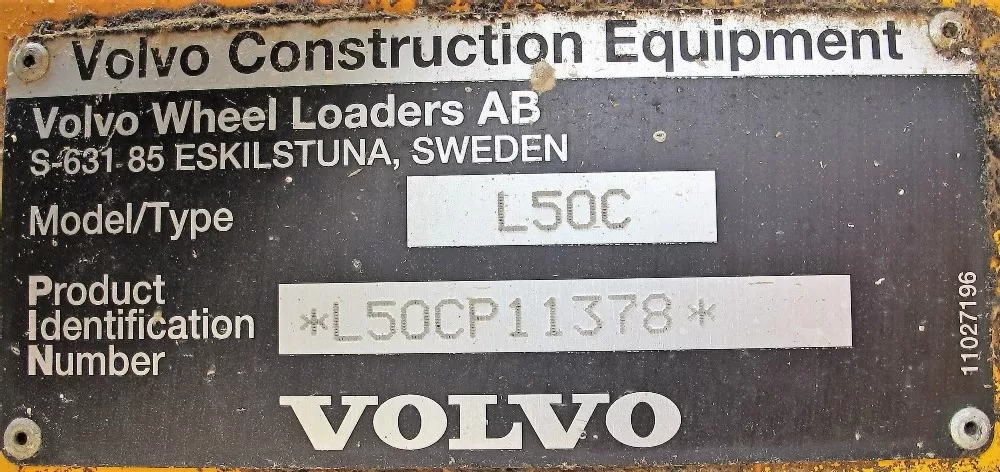 Volvo Construction Equipment
Volvo Wheel Loaders AB
S-631 85 ESKILSTUNA, SWEDEN
Model/Type L50C
Product
Identification *L50CP11378*
Number
11027196
VOLVO